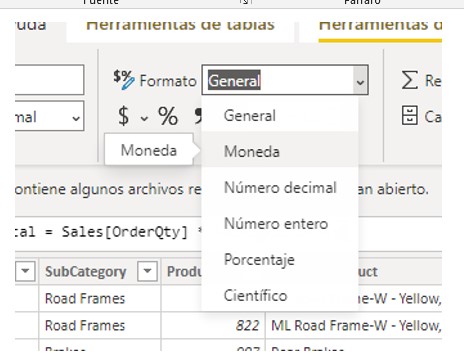 Fuente Párrafo
uda Herramientas de tablas Herramientas d
$% Formato General Re
mal $ % Ca
General
Moneda
Moneda
Número decimal
Número entero
Porcentaje
Científico
ontiene algunos archivos re an abierto.
tal = Sales[OrderQty] *
SubCategory Produ uct
Road Frames e-W - Yellow,
Road Frames 822 ML Road Frame-W - Yellow,